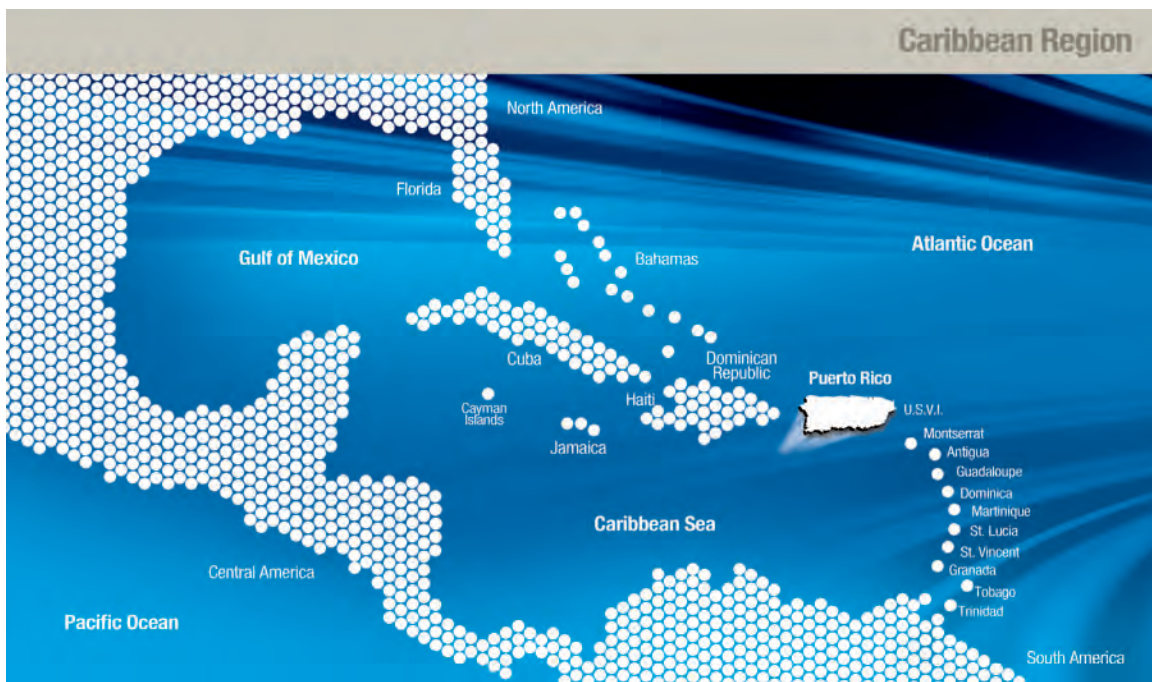 Caribbean Region
North America
Florida
Gulf of Mexico
Atlantic Ocean
Bahamas
Cuba
Dominican
Republic
Puerto Rico
Haiti
Cayman
Islands
U.S.V.I.
Jamaica
Montserrat
Antigua
Guadaloupe
Dominica
Martinique
Caribbean Sea
St. Lucia
St. Vincent
Granada
Central America
Tobago
Trinidad
Pacific Ocean
South America